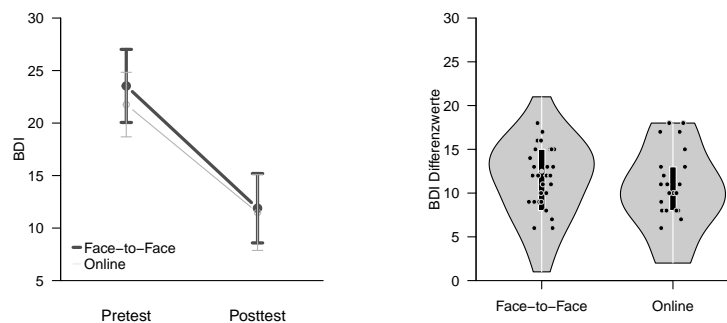 30
25
20
15
10
5
BDI
Face−to−Face
Online
Pretest
Posttest
30
25
20
15
10
5
0
BDI Differenzwerte
Face−to−Face
Online